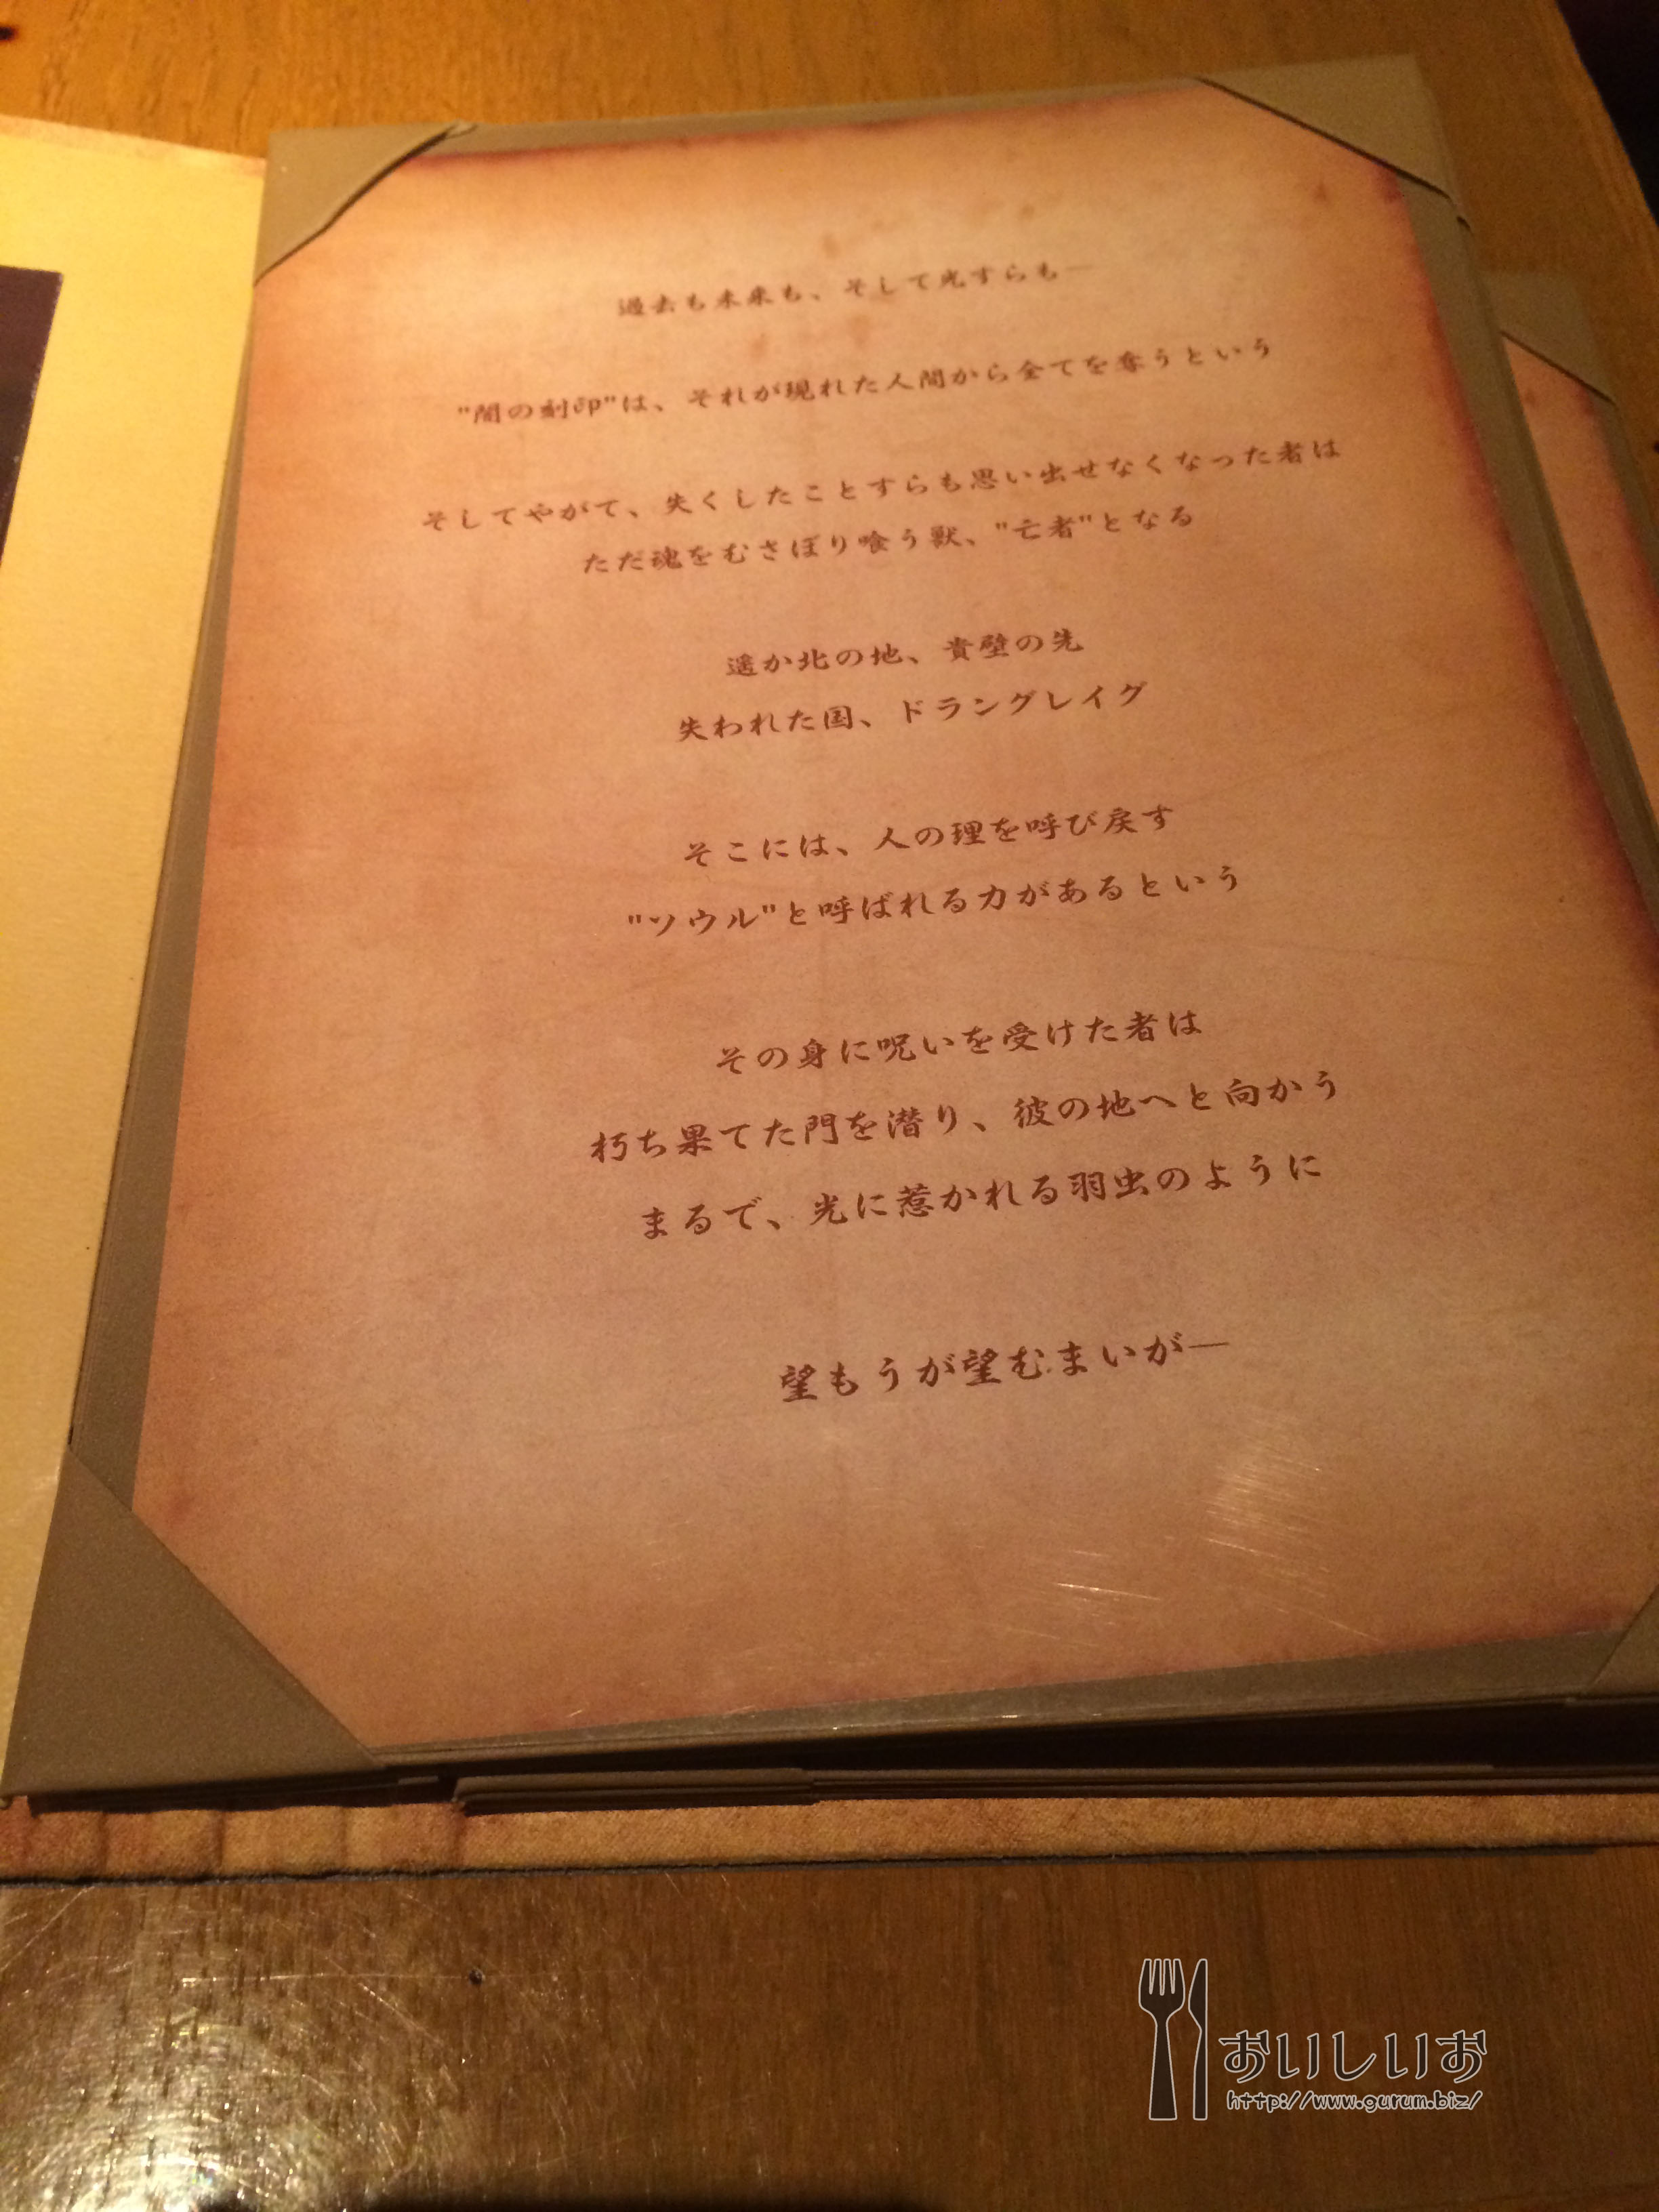 過去も未来も、そして光すらも―
"闇の刻印"は、それが現れた人間から全てを奪うという
そしてやがて、失くしたことすらも思い出せなくなった者は
ただ魂をむさぼり喰う獣、"亡者"となる
遥か北の地、貴壁の先
失われた国、ドラングレイグ
そこには、人の理を呼び戻す
"ソウル"と呼ばれる力があるという
その身に呪いを受けた者は
朽ち果てた門を潜り、彼の地へと向かう
まるで、光に惹かれる羽虫のように
望もうが望むまいが―
おいしいお
http://www.gurum.biz/